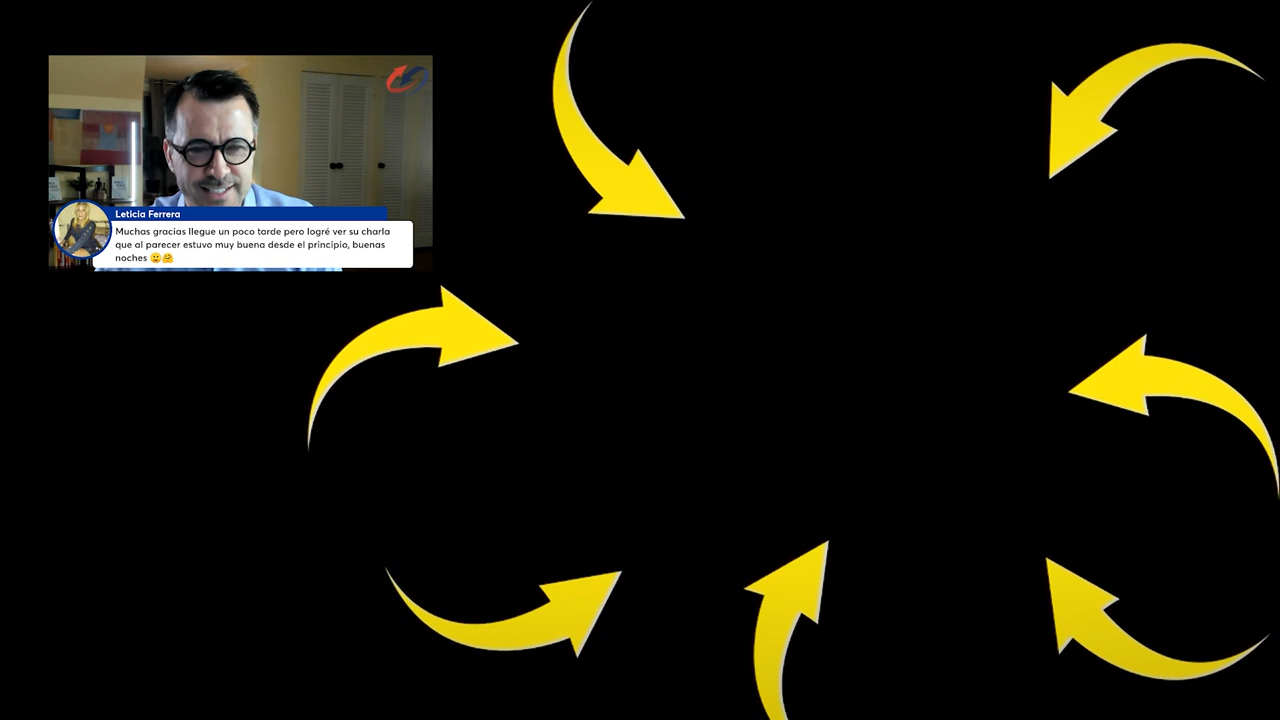 Leticia Ferrera
Muchas gracias llegue un poco tarde pero logré ver su charla
que al parecer estuvo muy buena desde el principio, buenas
noches 🙂🤗